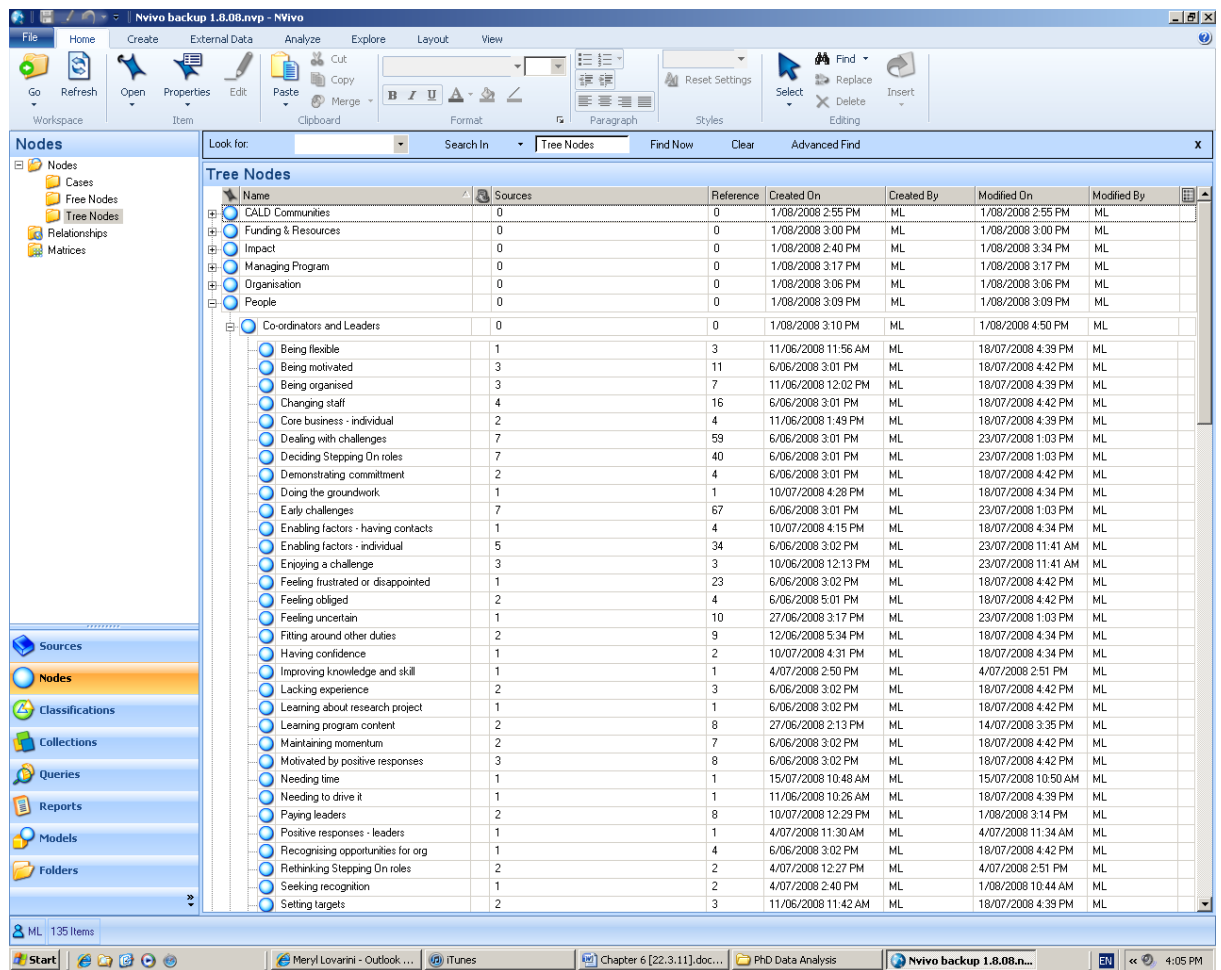 Nvivo backup 1.8.08.nvp - NVivo
File Home Create External Data Analyze Explore Layout View
Go Refresh Open Properties Edit Paste Cut Copy Merge B I U A Reset Settings Select Find Replace Delete Insert
Workspace Item Clipboard Format Paragraph Styles Editing
Nodes
Nodes
Cases
Free Nodes
Tree Nodes
Relationships
Matrices
Look for: Search In Tree Nodes Find Now Clear Advanced Find x
Tree Nodes
Name Sources Reference Created On Created By Modified On Modified By
CALD Communities 0 0 1/08/2008 2:55 PM ML 1/08/2008 2:55 PM ML
Funding & Resources 0 0 1/08/2008 3:00 PM ML 1/08/2008 3:00 PM ML
Impact 0 0 1/08/2008 2:40 PM ML 1/08/2008 3:34 PM ML
Managing Program 0 0 1/08/2008 3:17 PM ML 1/08/2008 3:17 PM ML
Organisation 0 0 1/08/2008 3:06 PM ML 1/08/2008 3:06 PM ML
People 0 0 1/08/2008 3:09 PM ML 1/08/2008 3:09 PM ML
Co-ordinators and Leaders 0 0 1/08/2008 3:10 PM ML 1/08/2008 4:50 PM ML
Being flexible 1 3 11/06/2008 11:56 AM ML 18/07/2008 4:39 PM ML
Being motivated 3 11 6/06/2008 3:01 PM ML 18/07/2008 4:42 PM ML
Being organised 3 7 11/06/2008 12:02 PM ML 18/07/2008 4:39 PM ML
Changing staff 4 16 6/06/2008 3:01 PM ML 18/07/2008 4:42 PM ML
Core business - individual 2 4 11/06/2008 1:49 PM ML 18/07/2008 4:39 PM ML
Dealing with challenges 7 59 6/06/2008 3:01 PM ML 23/07/2008 1:03 PM ML
Deciding Stepping On roles 7 40 6/06/2008 3:01 PM ML 23/07/2008 1:03 PM ML
Demonstrating committment 2 4 6/06/2008 3:01 PM ML 18/07/2008 4:42 PM ML
Doing the groundwork 1 1 10/07/2008 4:28 PM ML 18/07/2008 4:34 PM ML
Early challenges 7 67 6/06/2008 3:01 PM ML 23/07/2008 1:03 PM ML
Enabling factors - having contacts 1 4 10/07/2008 4:15 PM ML 18/07/2008 4:34 PM ML
Enabling factors - individual 5 34 6/06/2008 3:02 PM ML 23/07/2008 11:41 AM ML
Enjoying a challenge 3 3 10/06/2008 12:13 PM ML 23/07/2008 11:41 AM ML
Feeling frustrated or disappointed 1 23 6/06/2008 3:02 PM ML 18/07/2008 4:42 PM ML
Feeling obliged 2 4 6/06/2008 5:01 PM ML 18/07/2008 4:42 PM ML
Feeling uncertain 1 10 27/06/2008 3:17 PM ML 23/07/2008 1:03 PM ML
Fitting around other duties 2 9 12/06/2008 5:34 PM ML 18/07/2008 4:34 PM ML
Having confidence 1 2 10/07/2008 4:31 PM ML 18/07/2008 4:34 PM ML
Improving knowledge and skill 1 1 4/07/2008 2:50 PM ML 4/07/2008 2:51 PM ML
Lacking experience 2 3 6/06/2008 3:02 PM ML 18/07/2008 4:42 PM ML
Learning about research project 1 1 6/06/2008 3:02 PM ML 18/07/2008 4:42 PM ML
Learning program content 2 8 27/06/2008 2:13 PM ML 14/07/2008 3:35 PM ML
Maintaining momentum 2 7 6/06/2008 3:02 PM ML 18/07/2008 4:42 PM ML
Motivated by positive responses 3 8 6/06/2008 3:02 PM ML 18/07/2008 4:42 PM ML
Needing time 1 1 15/07/2008 10:48 AM ML 15/07/2008 10:50 AM ML
Needing to drive it 1 1 11/06/2008 10:26 AM ML 18/07/2008 4:39 PM ML
Paying leaders 2 8 10/07/2008 12:29 PM ML 1/08/2008 3:14 PM ML
Positive responses - leaders 1 1 4/07/2008 11:30 AM ML 4/07/2008 11:34 AM ML
Recognising opportunities for org 1 4 6/06/2008 3:02 PM ML 18/07/2008 4:42 PM ML
Rethinking Stepping On roles 2 2 4/07/2008 12:27 PM ML 4/07/2008 2:51 PM ML
Seeking recognition 1 2 4/07/2008 2:40 PM ML 1/08/2008 10:44 AM ML
Setting targets 2 3 11/06/2008 11:42 AM ML 18/07/2008 4:39 PM ML
Sources
Nodes
Classifications
Collections
Queries
Reports
Models
Folders
ML 135 Items
Start Meryl Lovarini - Outlook ... iTunes Chapter 6 [22.3.11].doc... PhD Data Analysis Nvivo backup 1.8.08.n... EN 4:05 PM